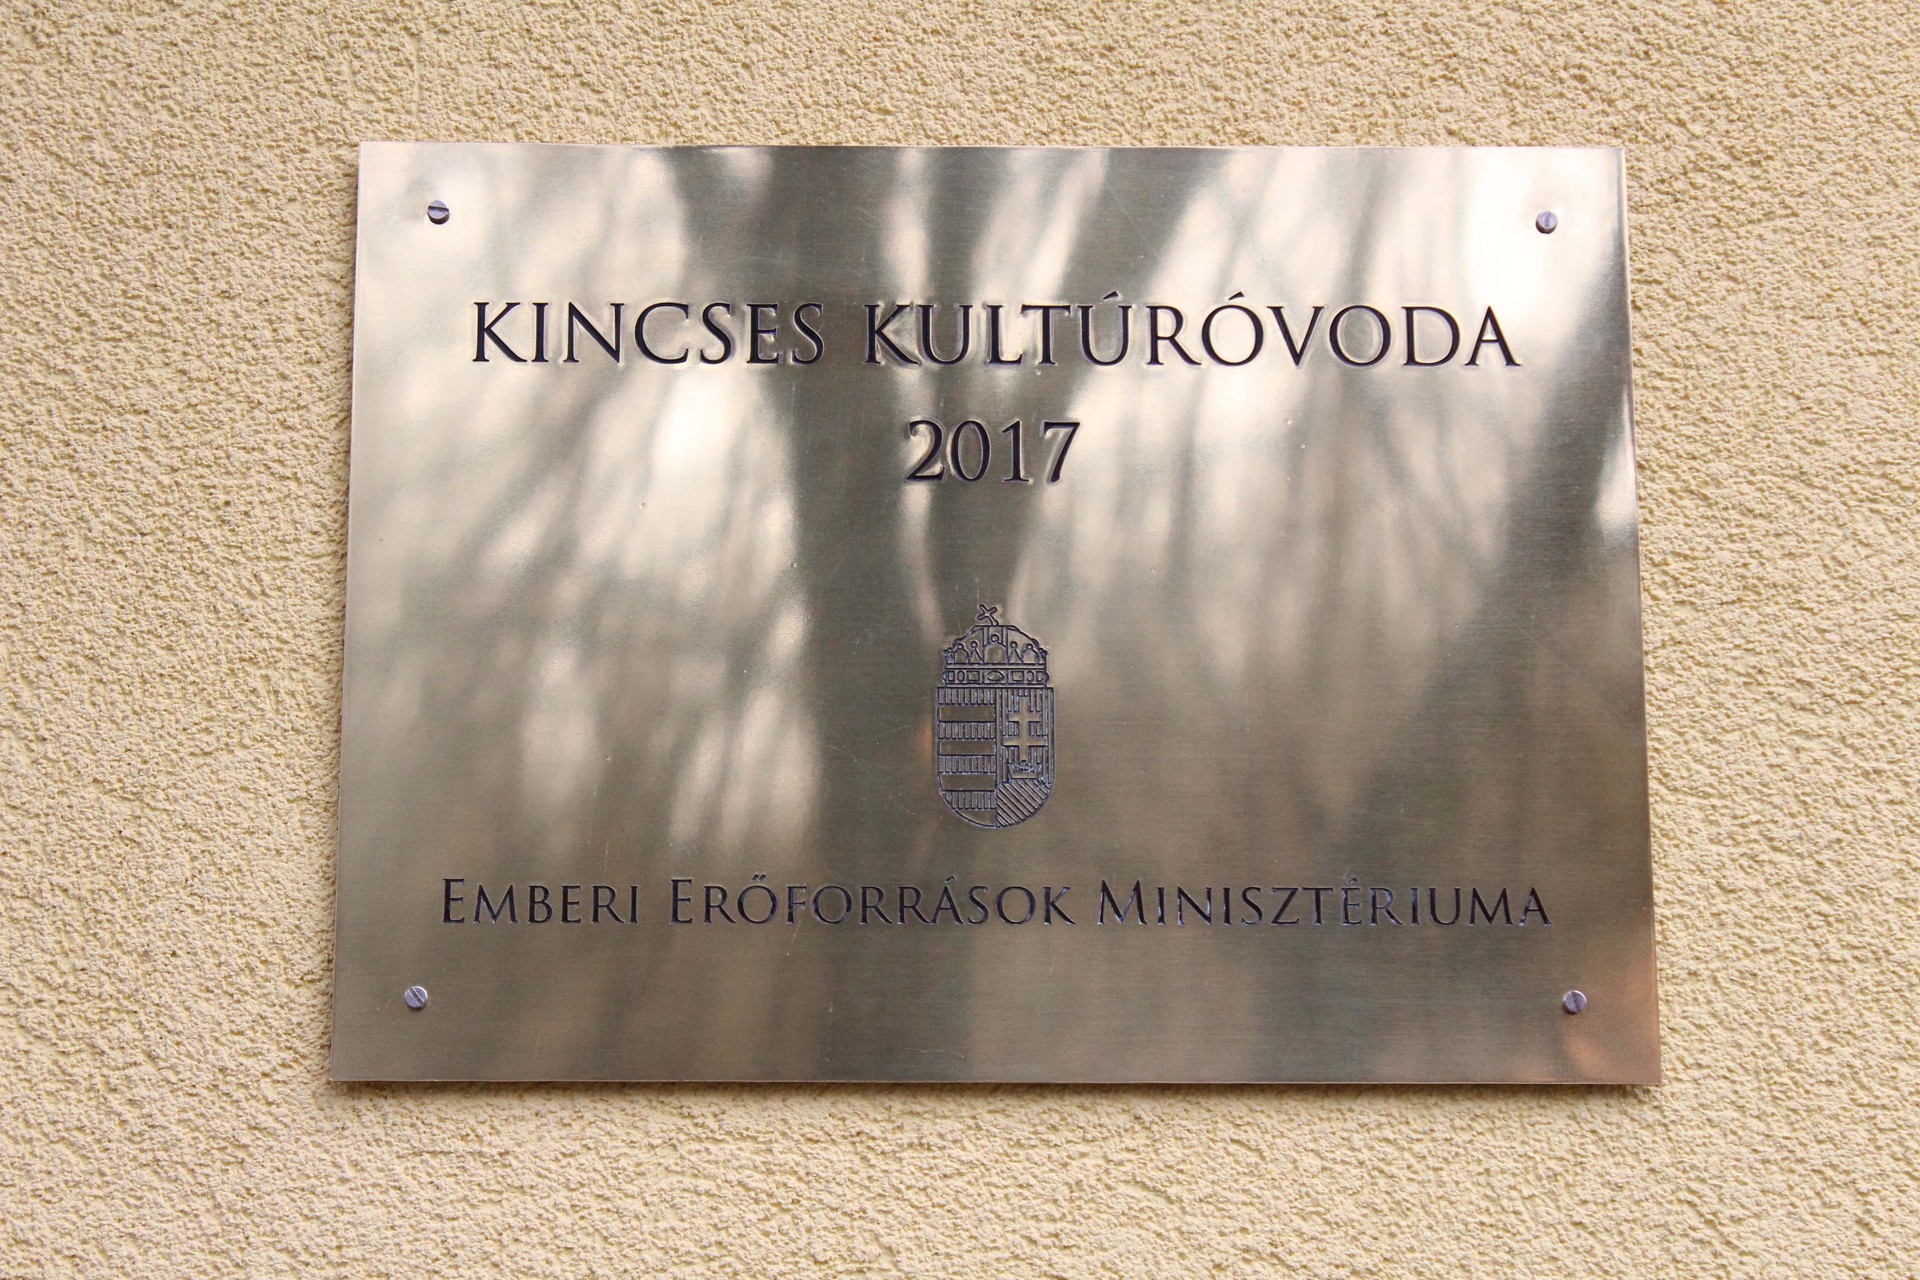 KINCSES KULTÚRÓVODA
2017
EMBERI ERŐFORRÁSOK MINISZTÉRIUMA